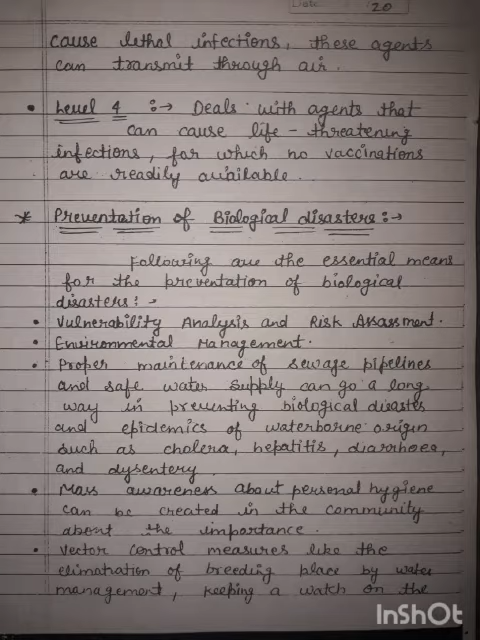 Date 20
cause lethal infections, these agents
can transmit through air.
• Level 4 :→ Deals with agents that
can cause life-threatening
infections, for which no vaccinations
are readily available.
* Preventation of Biological disasters :→
Following are the essential means
for the preventation of biological
disasters :→
• Vulnerability Analysis and Risk Assassment.
• Environmental Management.
• Proper maintenance of sewage pipelines
and safe water supply can go a long
way in preventing biological disaster
and epidemics of waterborne origin
such as cholera, hepatitis, diarrhoea,
and dysentery.
• Mass awareness about personal hygiene
can be created in the community
about the importance.
• Vector control measures like the
elimatration of breeding place by water
management, keeping a watch on the
InShOt